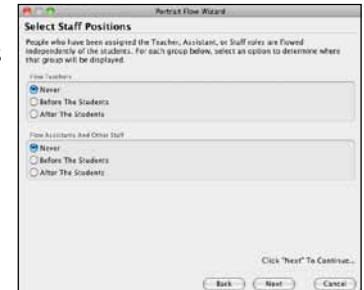 Portrait Flow Wizard
Select Staff Positions
People who have been assigned the Teacher, Assistant, or Staff roles are flowed
independently of the students. For each group below, select an option to determine where
that group will be displayed.
Flow Teachers
Never
Before The Students
After The Students
Flow Assistants And Other Staff
Never
Before The Students
After The Students
Click "Next" To Continue...
Back
Next
Cancel